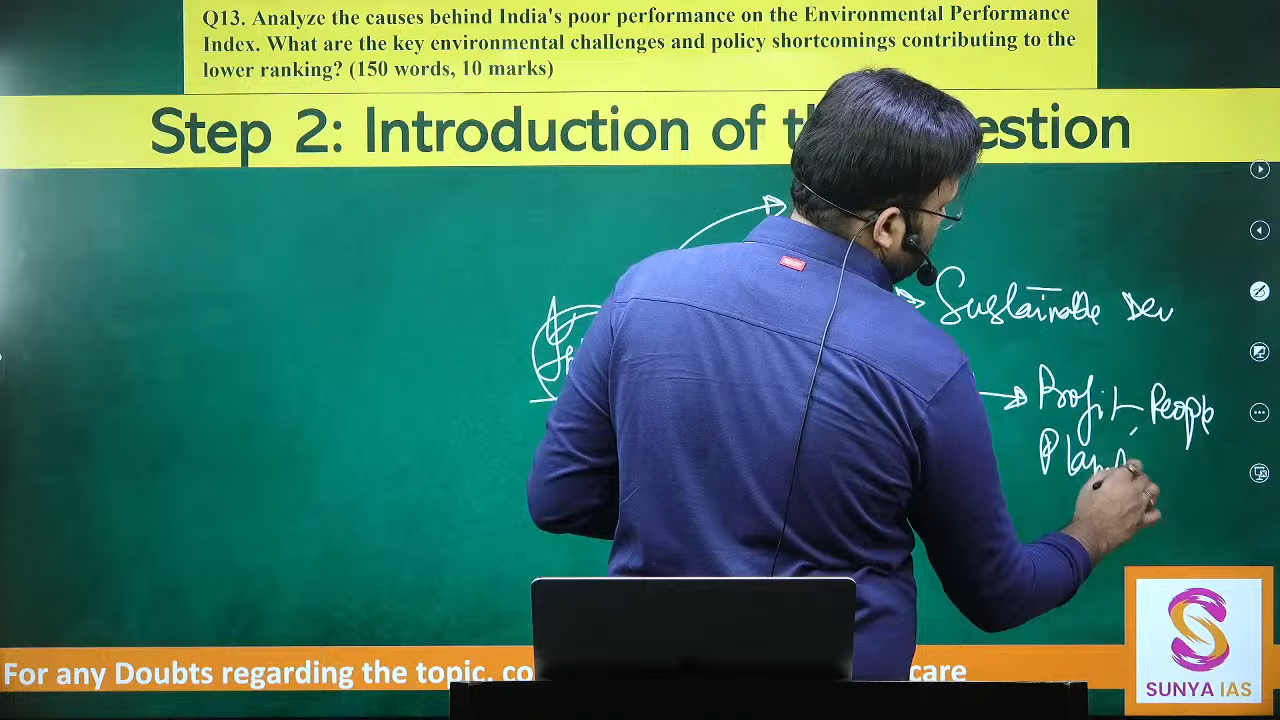 Q13. Analyze the causes behind India's poor performance on the Environmental Performance
Index. What are the key environmental challenges and policy shortcomings contributing to the
lower ranking? (150 words, 10 marks)
Step 2: Introduction of
Sustainable Dev
Profit People
For any Doubts regarding the topic, care
SUNYA IAS